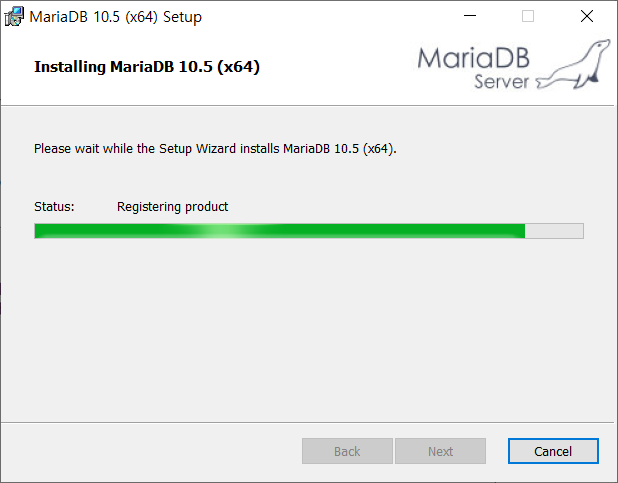 MariaDB 10.5 (x64) Setup
Installing MariaDB 10.5 (x64)
MariaDB
Server
Please wait while the Setup Wizard installs MariaDB 10.5 (x64).
Status: Registering product
Back Next Cancel